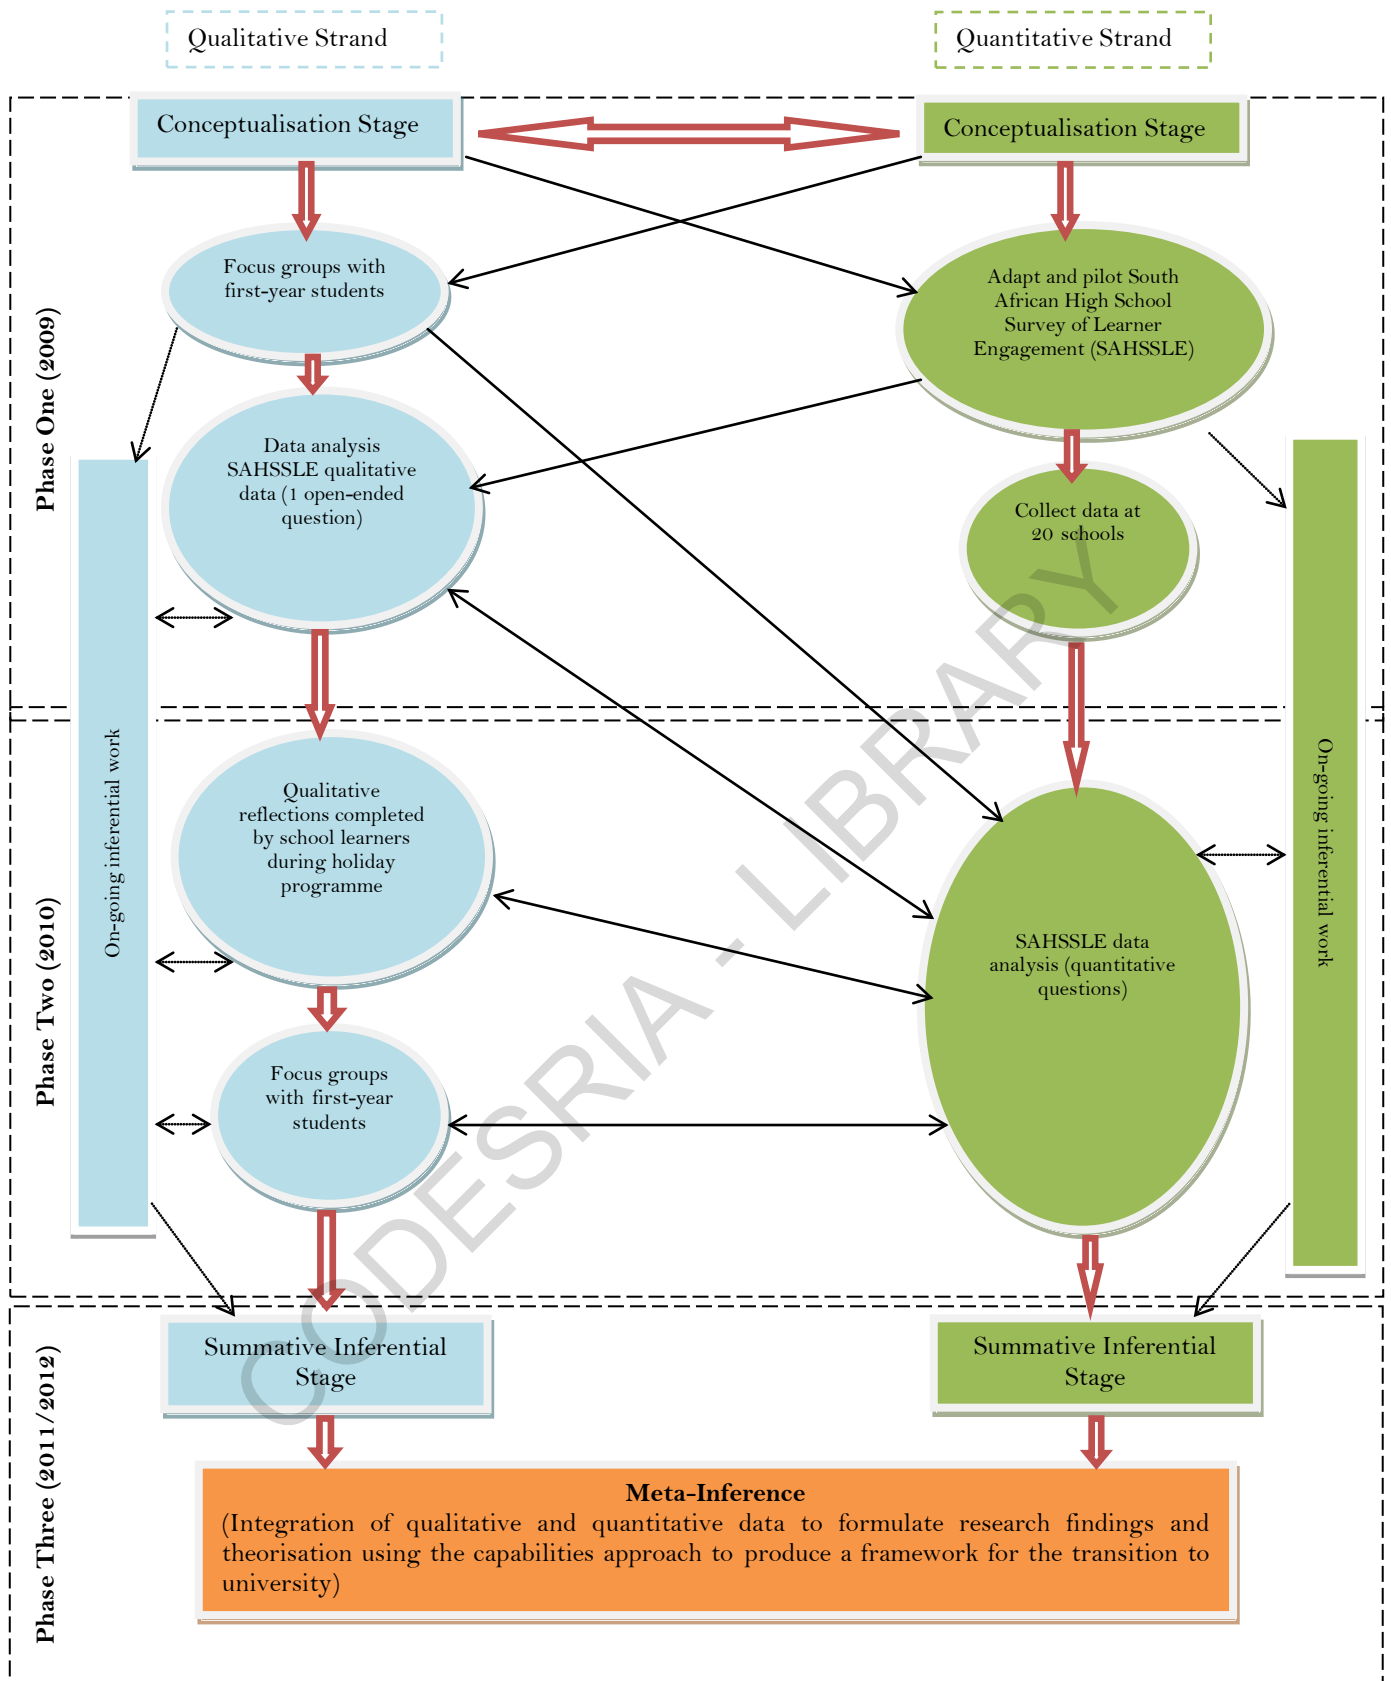 Qualitative Strand
Quantitative Strand
Conceptualisation Stage
Conceptualisation Stage
Phase One (2009)
Focus groups with
first-year students
Adapt and pilot South
African High School
Survey of Learner
Engagement (SAHSSLE)
Data analysis
SAHSSLE qualitative
data (1 open-ended
question)
Collect data at
20 schools
On-going inferential work
On-going inferential work
Phase Two (2010)
Qualitative
reflections completed
by school learners
during holiday
programme
SAHSSLE data
analysis (quantitative
questions)
Focus groups
with first-year
students
CODESRIA - LIBRARY
Phase Three (2011/2012)
Summative Inferential
Stage
Summative Inferential
Stage
Meta-Inference
(Integration of qualitative and quantitative data to formulate research findings and
theorisation using the capabilities approach to produce a framework for the transition to
university)